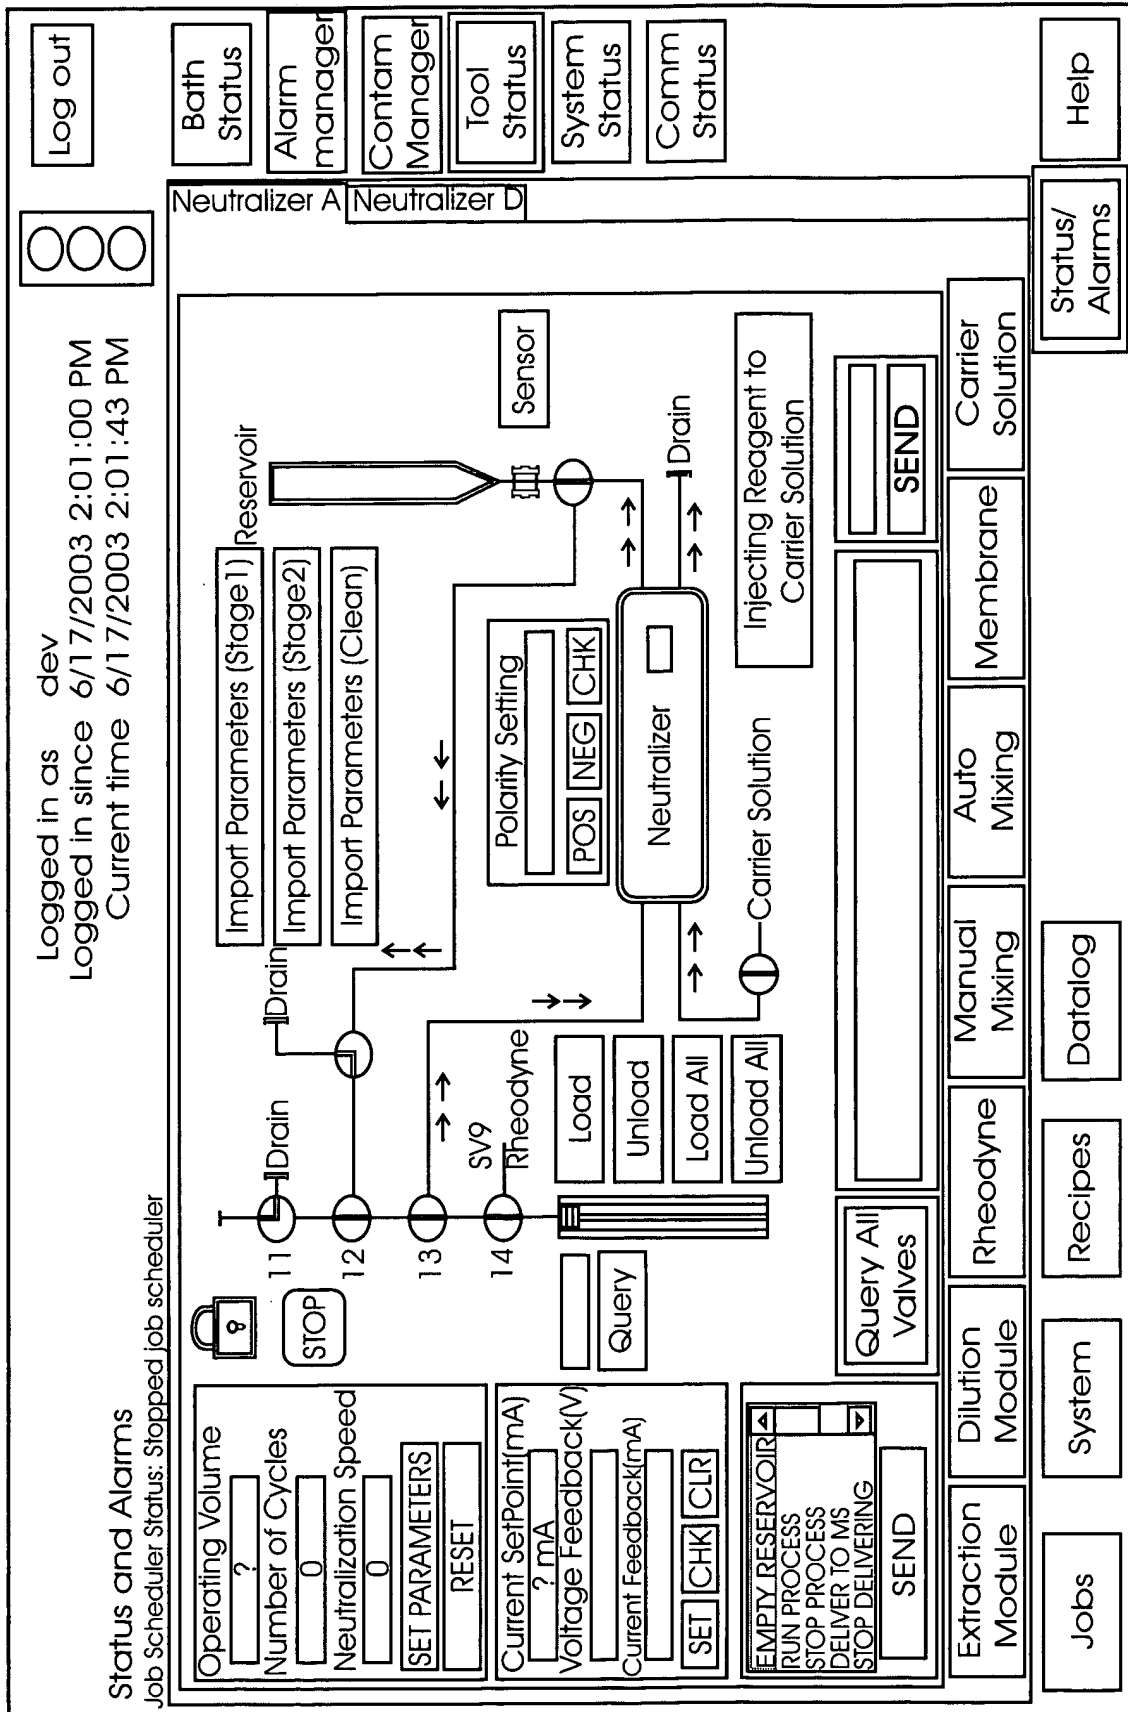 Status and Alarms
Job Scheduler Status: Stopped job scheduler
Logged in as dev
Logged in since 6/17/2003 2:01:00 PM
Current time 6/17/2003 2:01:43 PM
Log out
Operating Volume
?
Number of Cycles
0
Neutralization Speed
0
SET PARAMETERS
RESET
Current SetPoint(mA)
? mA
Voltage Feedback(V)
Current Feedback(mA)
SET CHK CLR
EMPTY RESERVOIR
RUN PROCESS
STOP PROCESS
DELIVER TO MS
STOP DELIVERING
SEND
STOP
11
Drain
12
Drain
13
14
SV9
Rheodyne
Query
Load
Unload
Load All
Unload All
Import Parameters (Stage1)
Import Parameters (Stage2)
Import Parameters (Clean)
Reservoir
Sensor
Polarity Setting
POS NEG CHK
Neutralizer
Drain
Carrier Solution
Injecting Reagent to
Carrier Solution
Query All
Valves
SEND
Neutralizer A
Neutralizer D
Bath
Status
Alarm
manager
Contam
Manager
Tool
Status
System
Status
Comm
Status
Extraction
Module
Dilution
Module
Rheodyne
Manual
Mixing
Auto
Mixing
Membrane
Carrier
Solution
Jobs
System
Recipes
Datalog
Status/
Alarms
Help